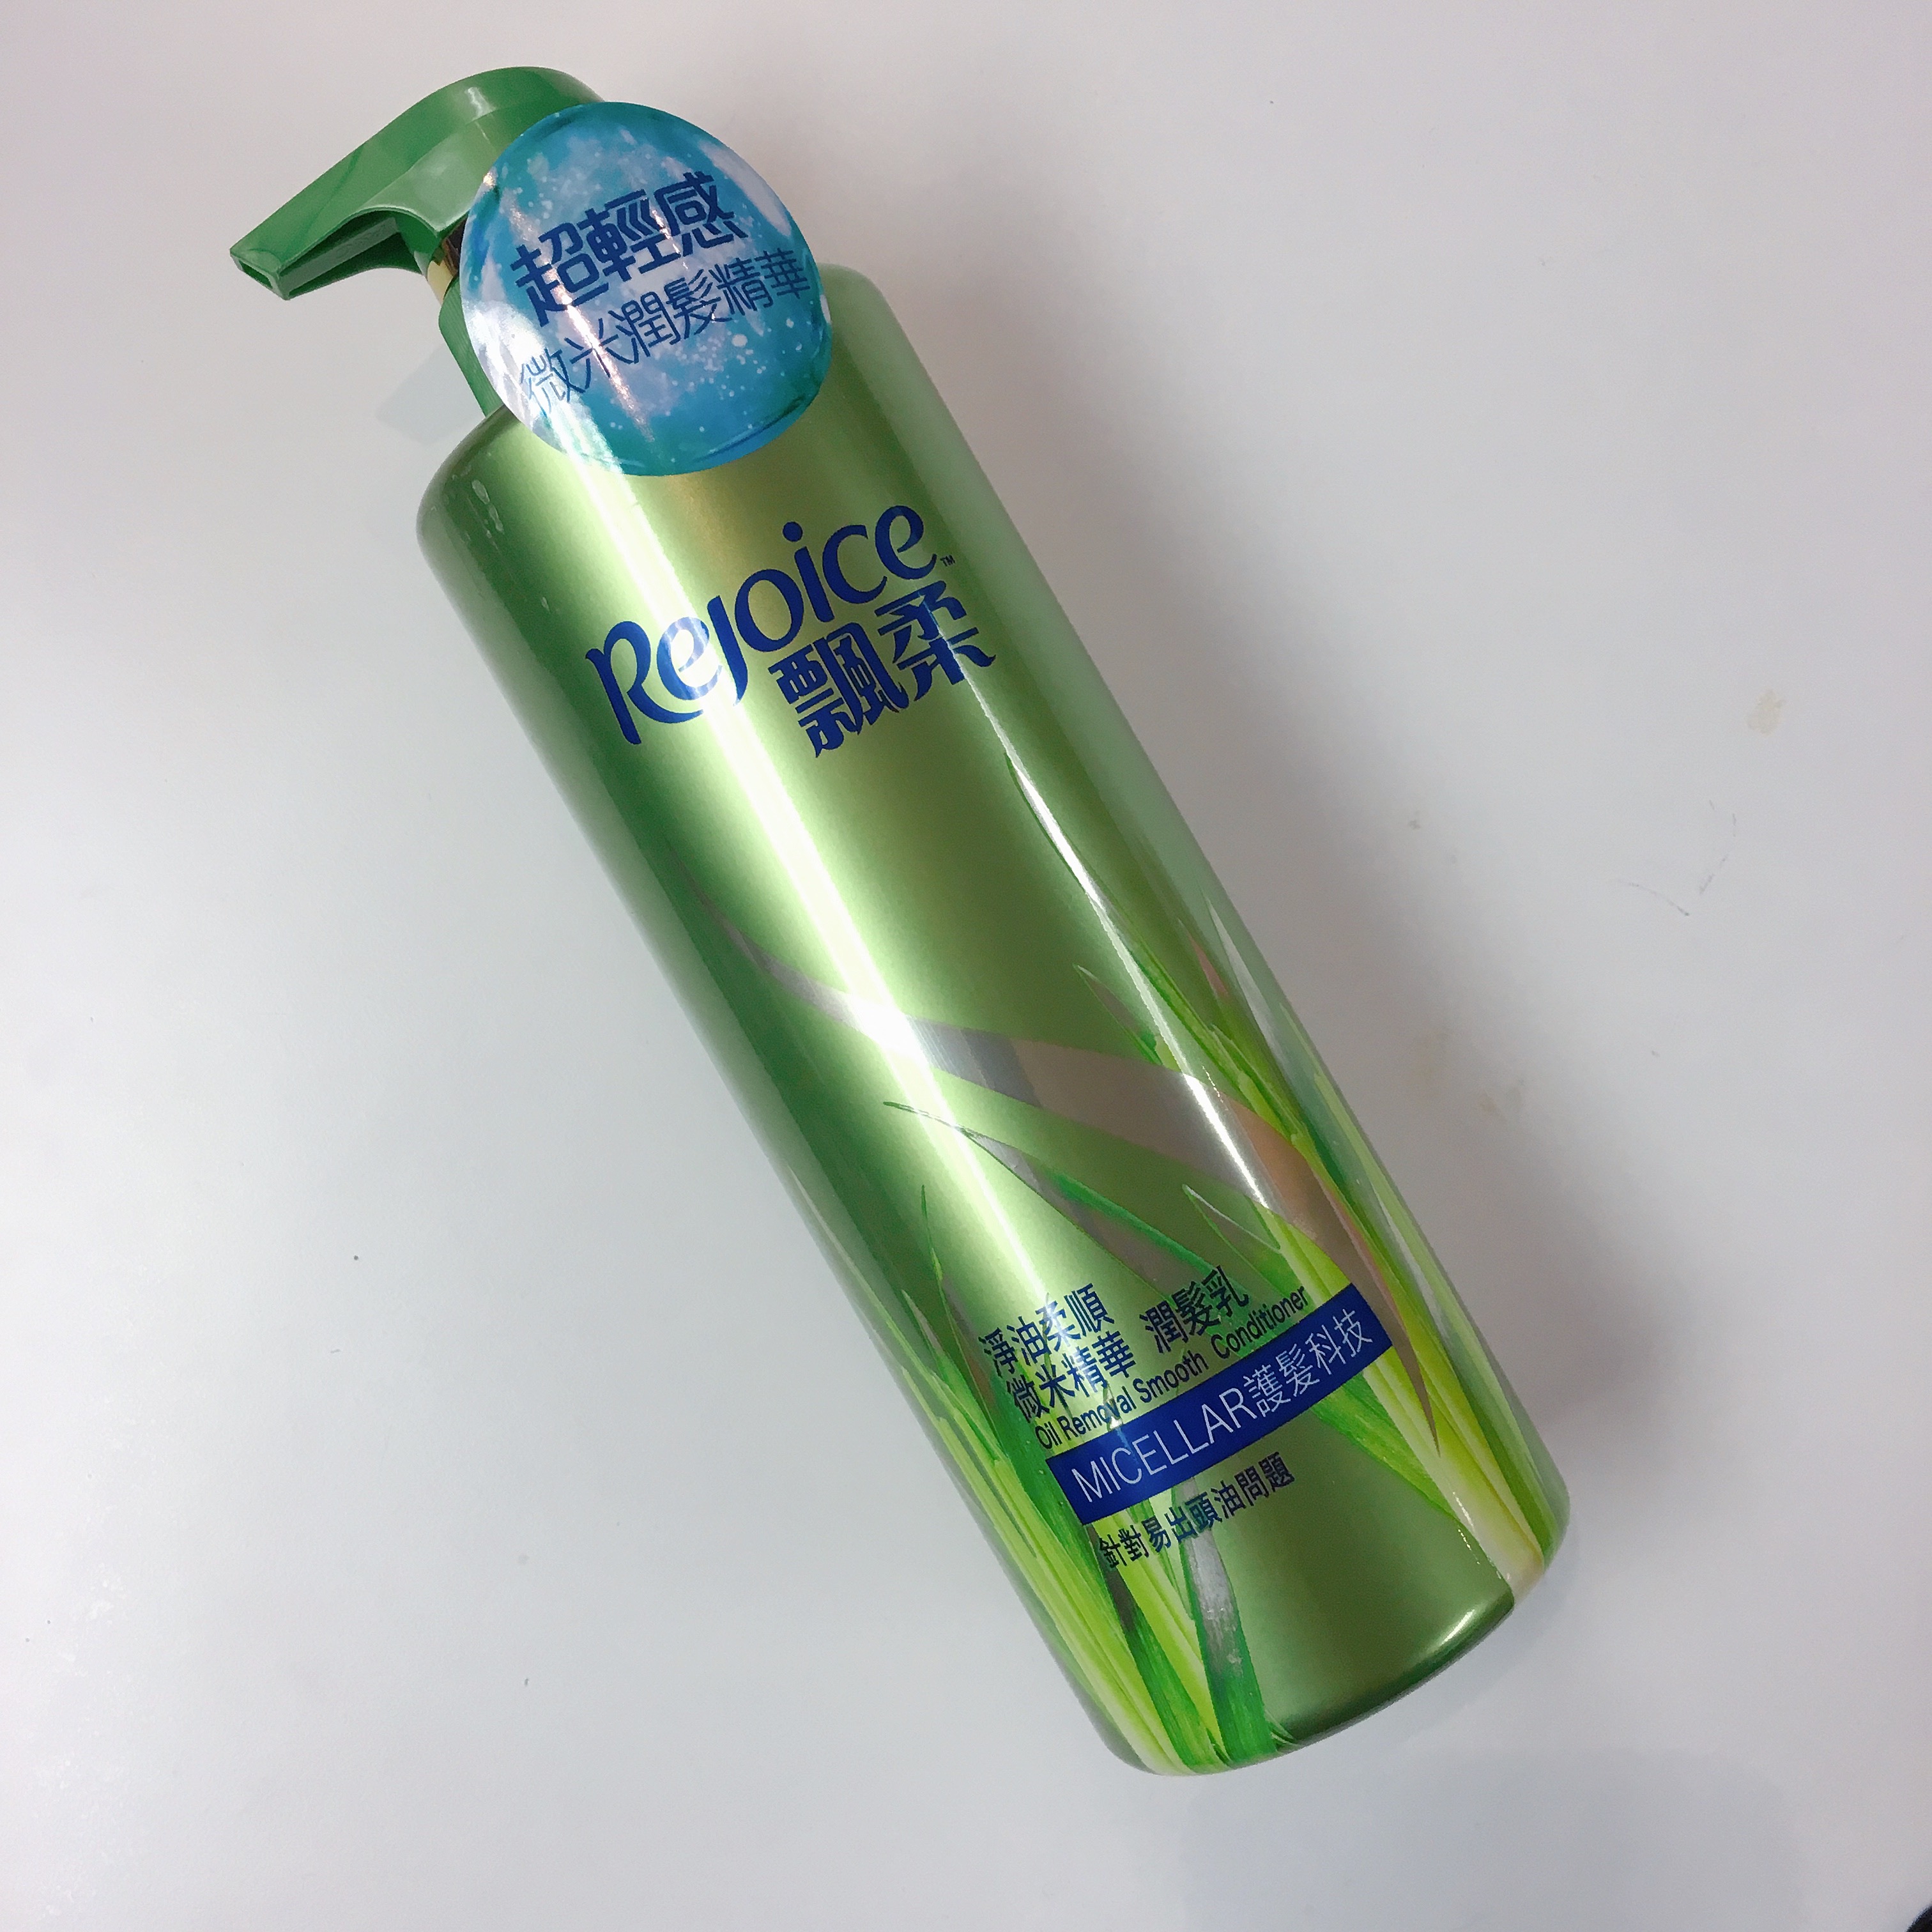 超輕感
微米潤髮精華
Rejoice™
飄柔
淨油柔順
微米精華 潤髮乳
Oil Removal Smooth Conditioner
MICELLAR護髮科技
針對易出頭油問題